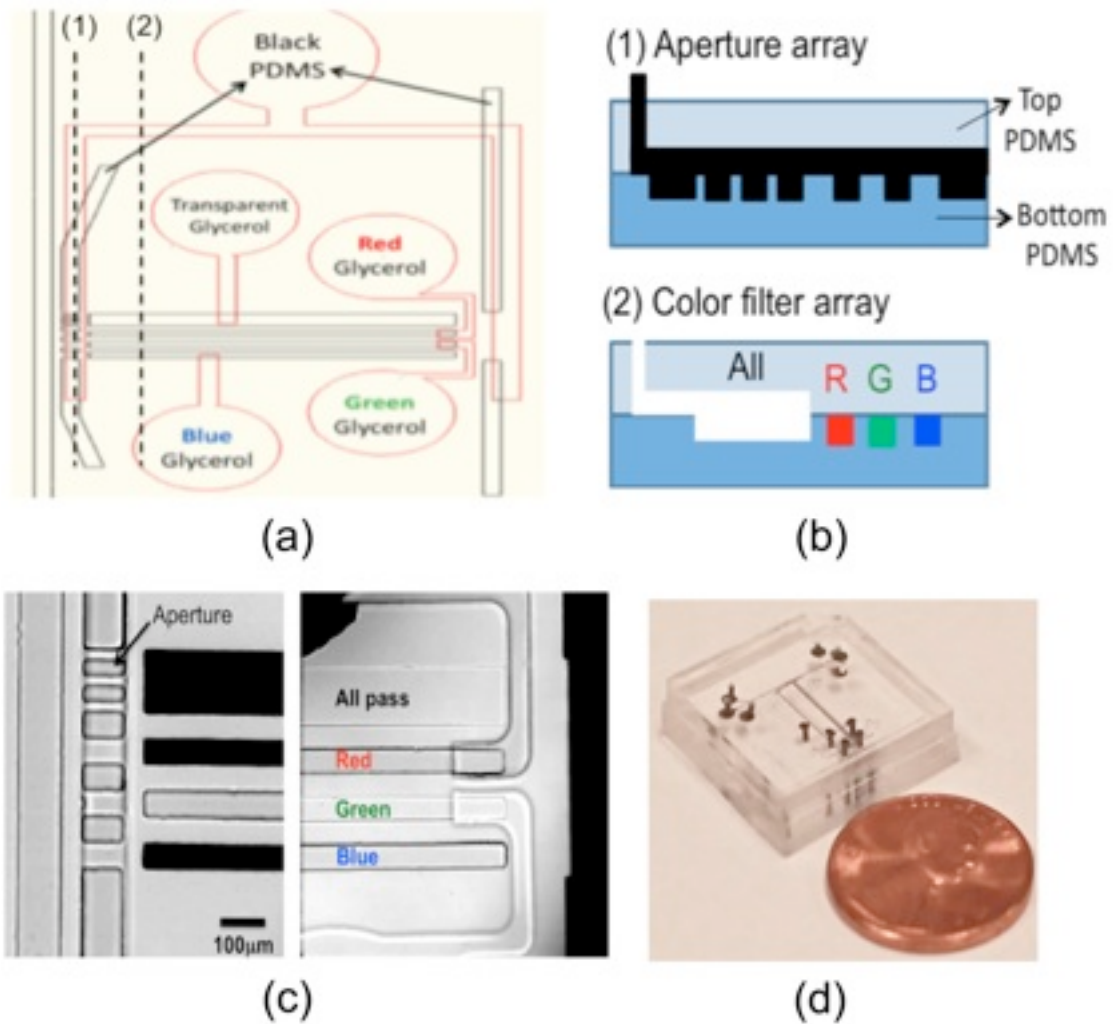 (1) (2)
Black
PDMS
Transparent
Glycerol
Red
Glycerol
Green
Glycerol
Blue
Glycerol
(a)
(1) Aperture array
Top
PDMS
Bottom
PDMS
(2) Color filter array
All R G B
(b)
Aperture
100μm
All pass
Red
Green
Blue
(c)
(d)